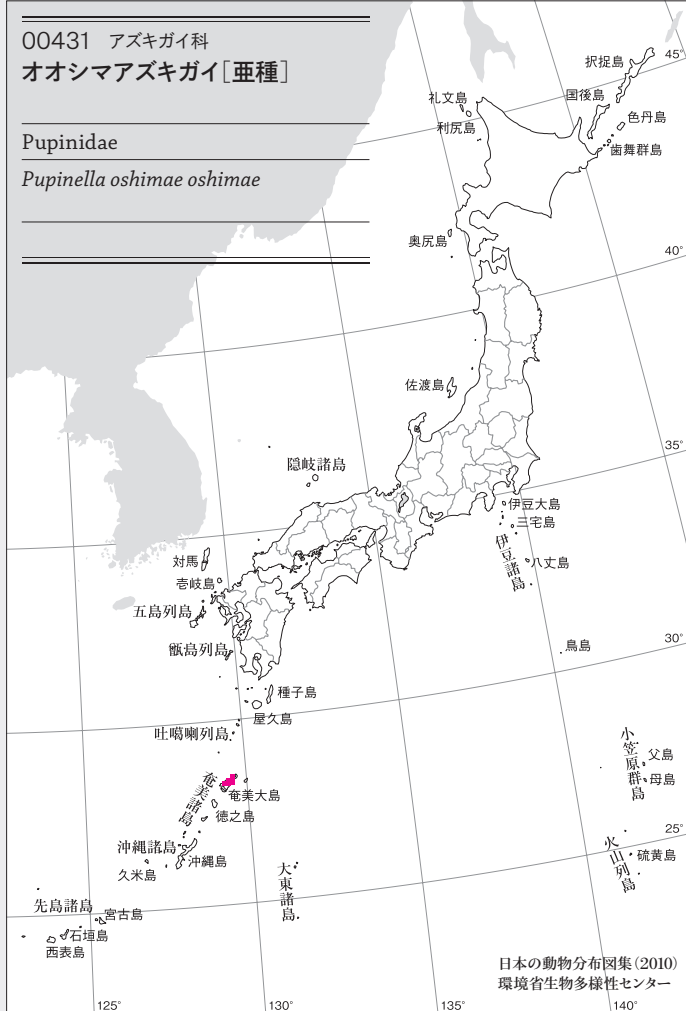 00431 アズキガイ科
オオシマアズキガイ[亜種]
Pupinidae
Pupinella oshimae oshimae
択捉島
45°
国後島
礼文島
色丹島
利尻島
歯舞群島
奥尻島
40°
佐渡島
35°
隠岐諸島
伊豆大島
三宅島
伊豆諸島
対馬
八丈島
壱岐島
五島列島
鳥島
30°
甑島列島
種子島
屋久島
吐噶喇列島
小笠原群島
父島
母島
奄美諸島
奄美大島
徳之島
25°
沖縄諸島
沖縄島
火山列島
硫黄島
久米島
大東諸島
先島諸島
宮古島
石垣島
西表島
日本の動物分布図集(2010)
環境省生物多様性センター
125°
130°
135°
140°